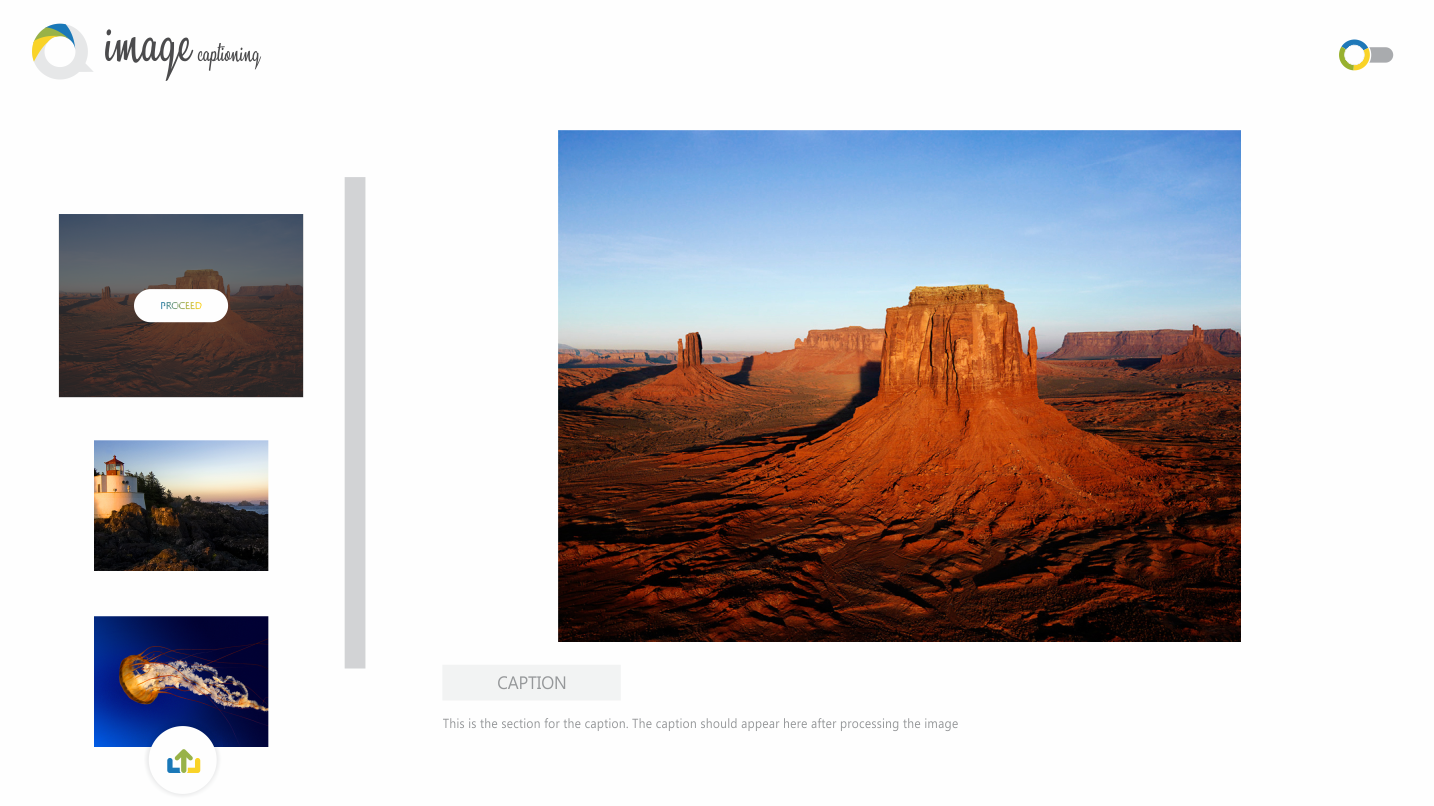 image captioning
PROCEED
CAPTION
This is the section for the caption. The caption should appear here after processing the image